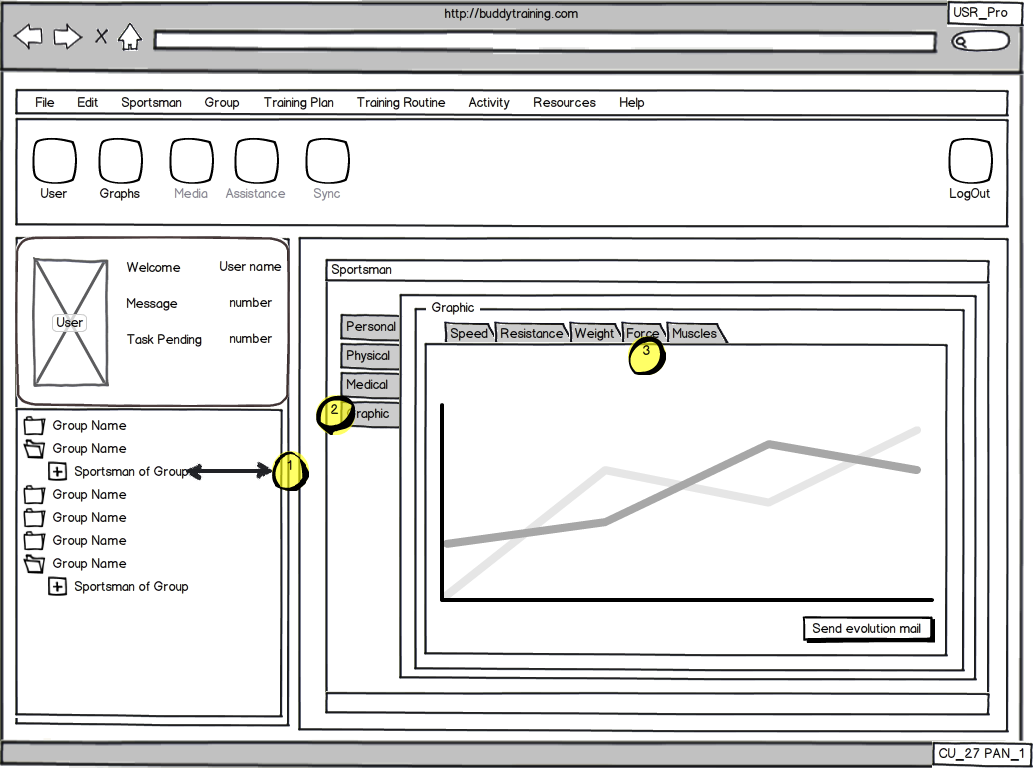 http://buddytraining.com
USR_Pro
X
File Edit Sportsman Group Training Plan Training Routine Activity Resources Help
User Graphs Media Assistance Sync LogOut
Welcome User name
User
Message number
Task Pending number
Group Name
Group Name
Sportsman of Group
1
Group Name
Group Name
Group Name
Group Name
Sportsman of Group
Sportsman
Personal
Physical
Medical
2
Graphic
Graphic
Speed Resistance Weight Force Muscles
3
Send evolution mail
CU_27 PAN_1